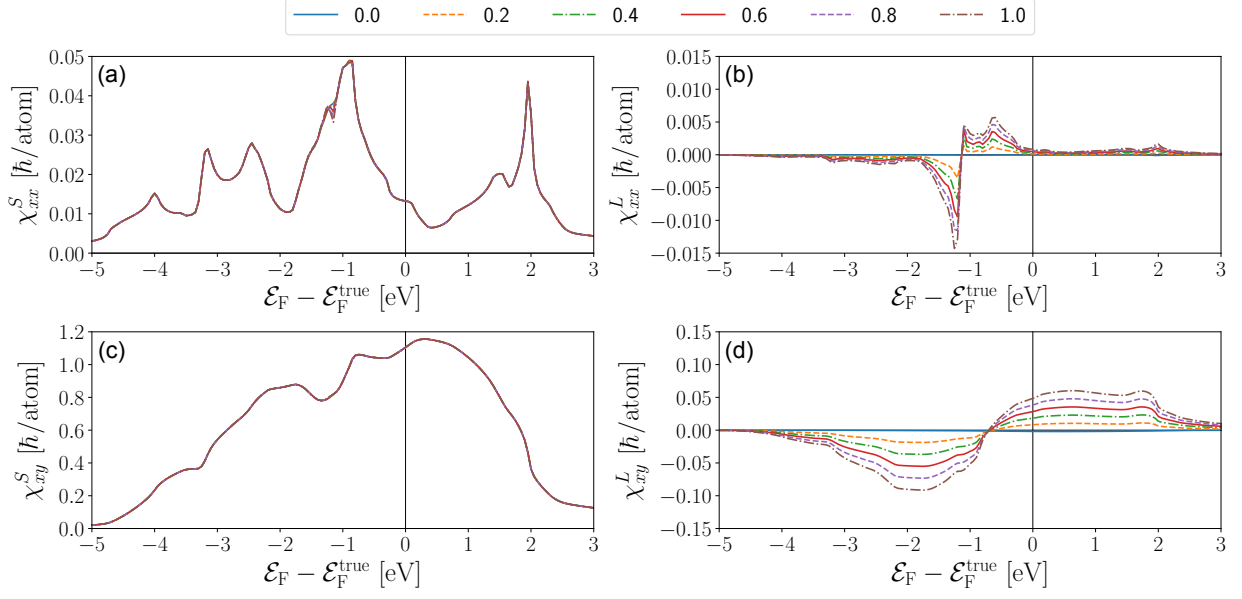 0.0 0.2 0.4 0.6 0.8 1.0
(a)
0.05
0.04
0.03
0.02
0.01
0.00
χ^S_xx [ħ/atom]
−5 −4 −3 −2 −1 0 1 2 3
ℰ_F − ℰ_F^true [eV]
(b)
0.015
0.010
0.005
0.000
−0.005
−0.010
−0.015
χ^L_xx [ħ/atom]
−5 −4 −3 −2 −1 0 1 2 3
ℰ_F − ℰ_F^true [eV]
(c)
1.2
1.0
0.8
0.6
0.4
0.2
0.0
χ^S_xy [ħ/atom]
−5 −4 −3 −2 −1 0 1 2 3
ℰ_F − ℰ_F^true [eV]
(d)
0.15
0.10
0.05
0.00
−0.05
−0.10
−0.15
χ^L_xy [ħ/atom]
−5 −4 −3 −2 −1 0 1 2 3
ℰ_F − ℰ_F^true [eV]